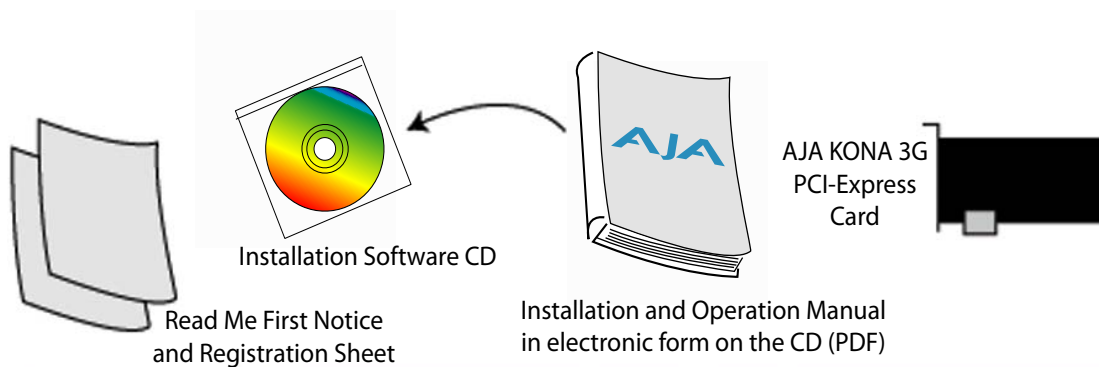 AJA
AJA KONA 3G
PCI-Express
Card
Installation Software CD
Read Me First Notice
and Registration Sheet
Installation and Operation Manual
in electronic form on the CD (PDF)